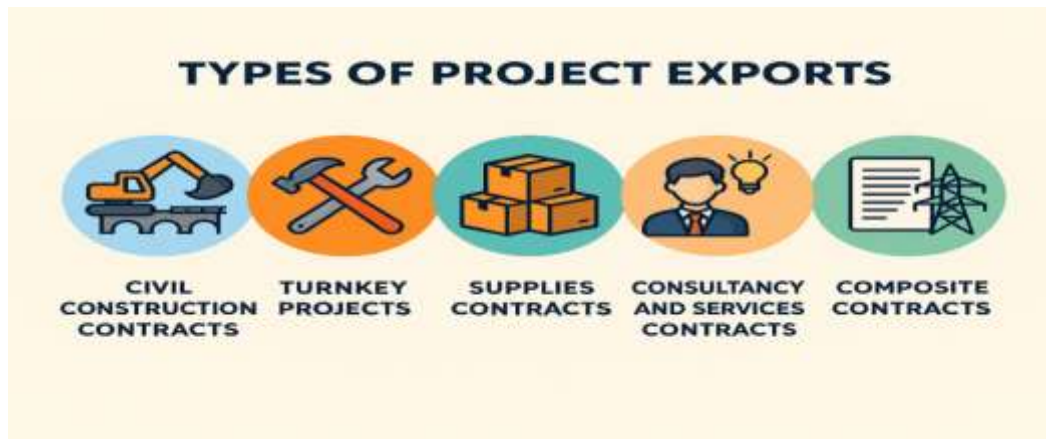 TYPES OF PROJECT EXPORTS
CIVIL
CONSTRUCTION
CONTRACTS
TURNKEY
PROJECTS
SUPPLIES
CONTRACTS
CONSULTANCY
AND SERVICES
CONTRACTS
COMPOSITE
CONTRACTS